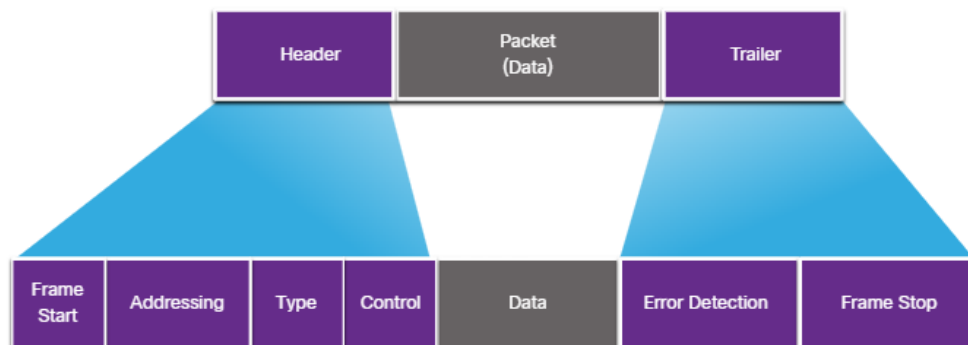 Header
Packet
(Data)
Trailer
Frame
Start
Addressing
Type
Control
Data
Error Detection
Frame Stop